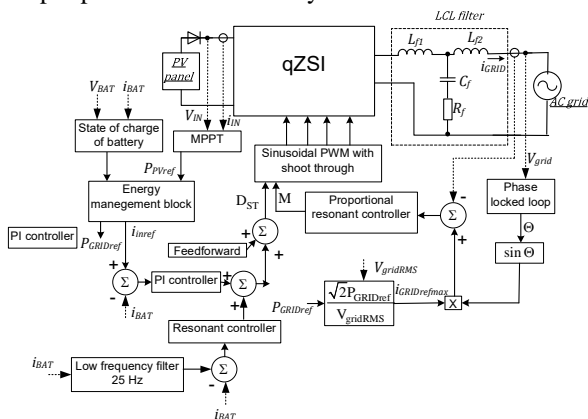 LCL filter
PV
panel
V_IN
i_IN
qZSI
L_f1
L_f2
i_GRID
C_f
R_f
AC grid
V_BAT
i_BAT
State of charge
of battery
MPPT
P_PVref
Energy
manegement block
Sinusoidal PWM with
shoot through
D_ST
M
Proportional
resonant controller
Σ
-
+
V_grid
Phase
locked loop
Θ
sin Θ
PI controller
P_GRIDref
i_inref
Feedforward
+
Σ
+
+
Σ
-
i_BAT
PI controller
+
Σ
+
P_GRIDref
V_gridRMS
√2P_GRIDref
V_gridRMS
i_GRIDrefmax
X
Resonant controller
i_BAT
Low frequency filter
25 Hz
Σ
-
i_BAT